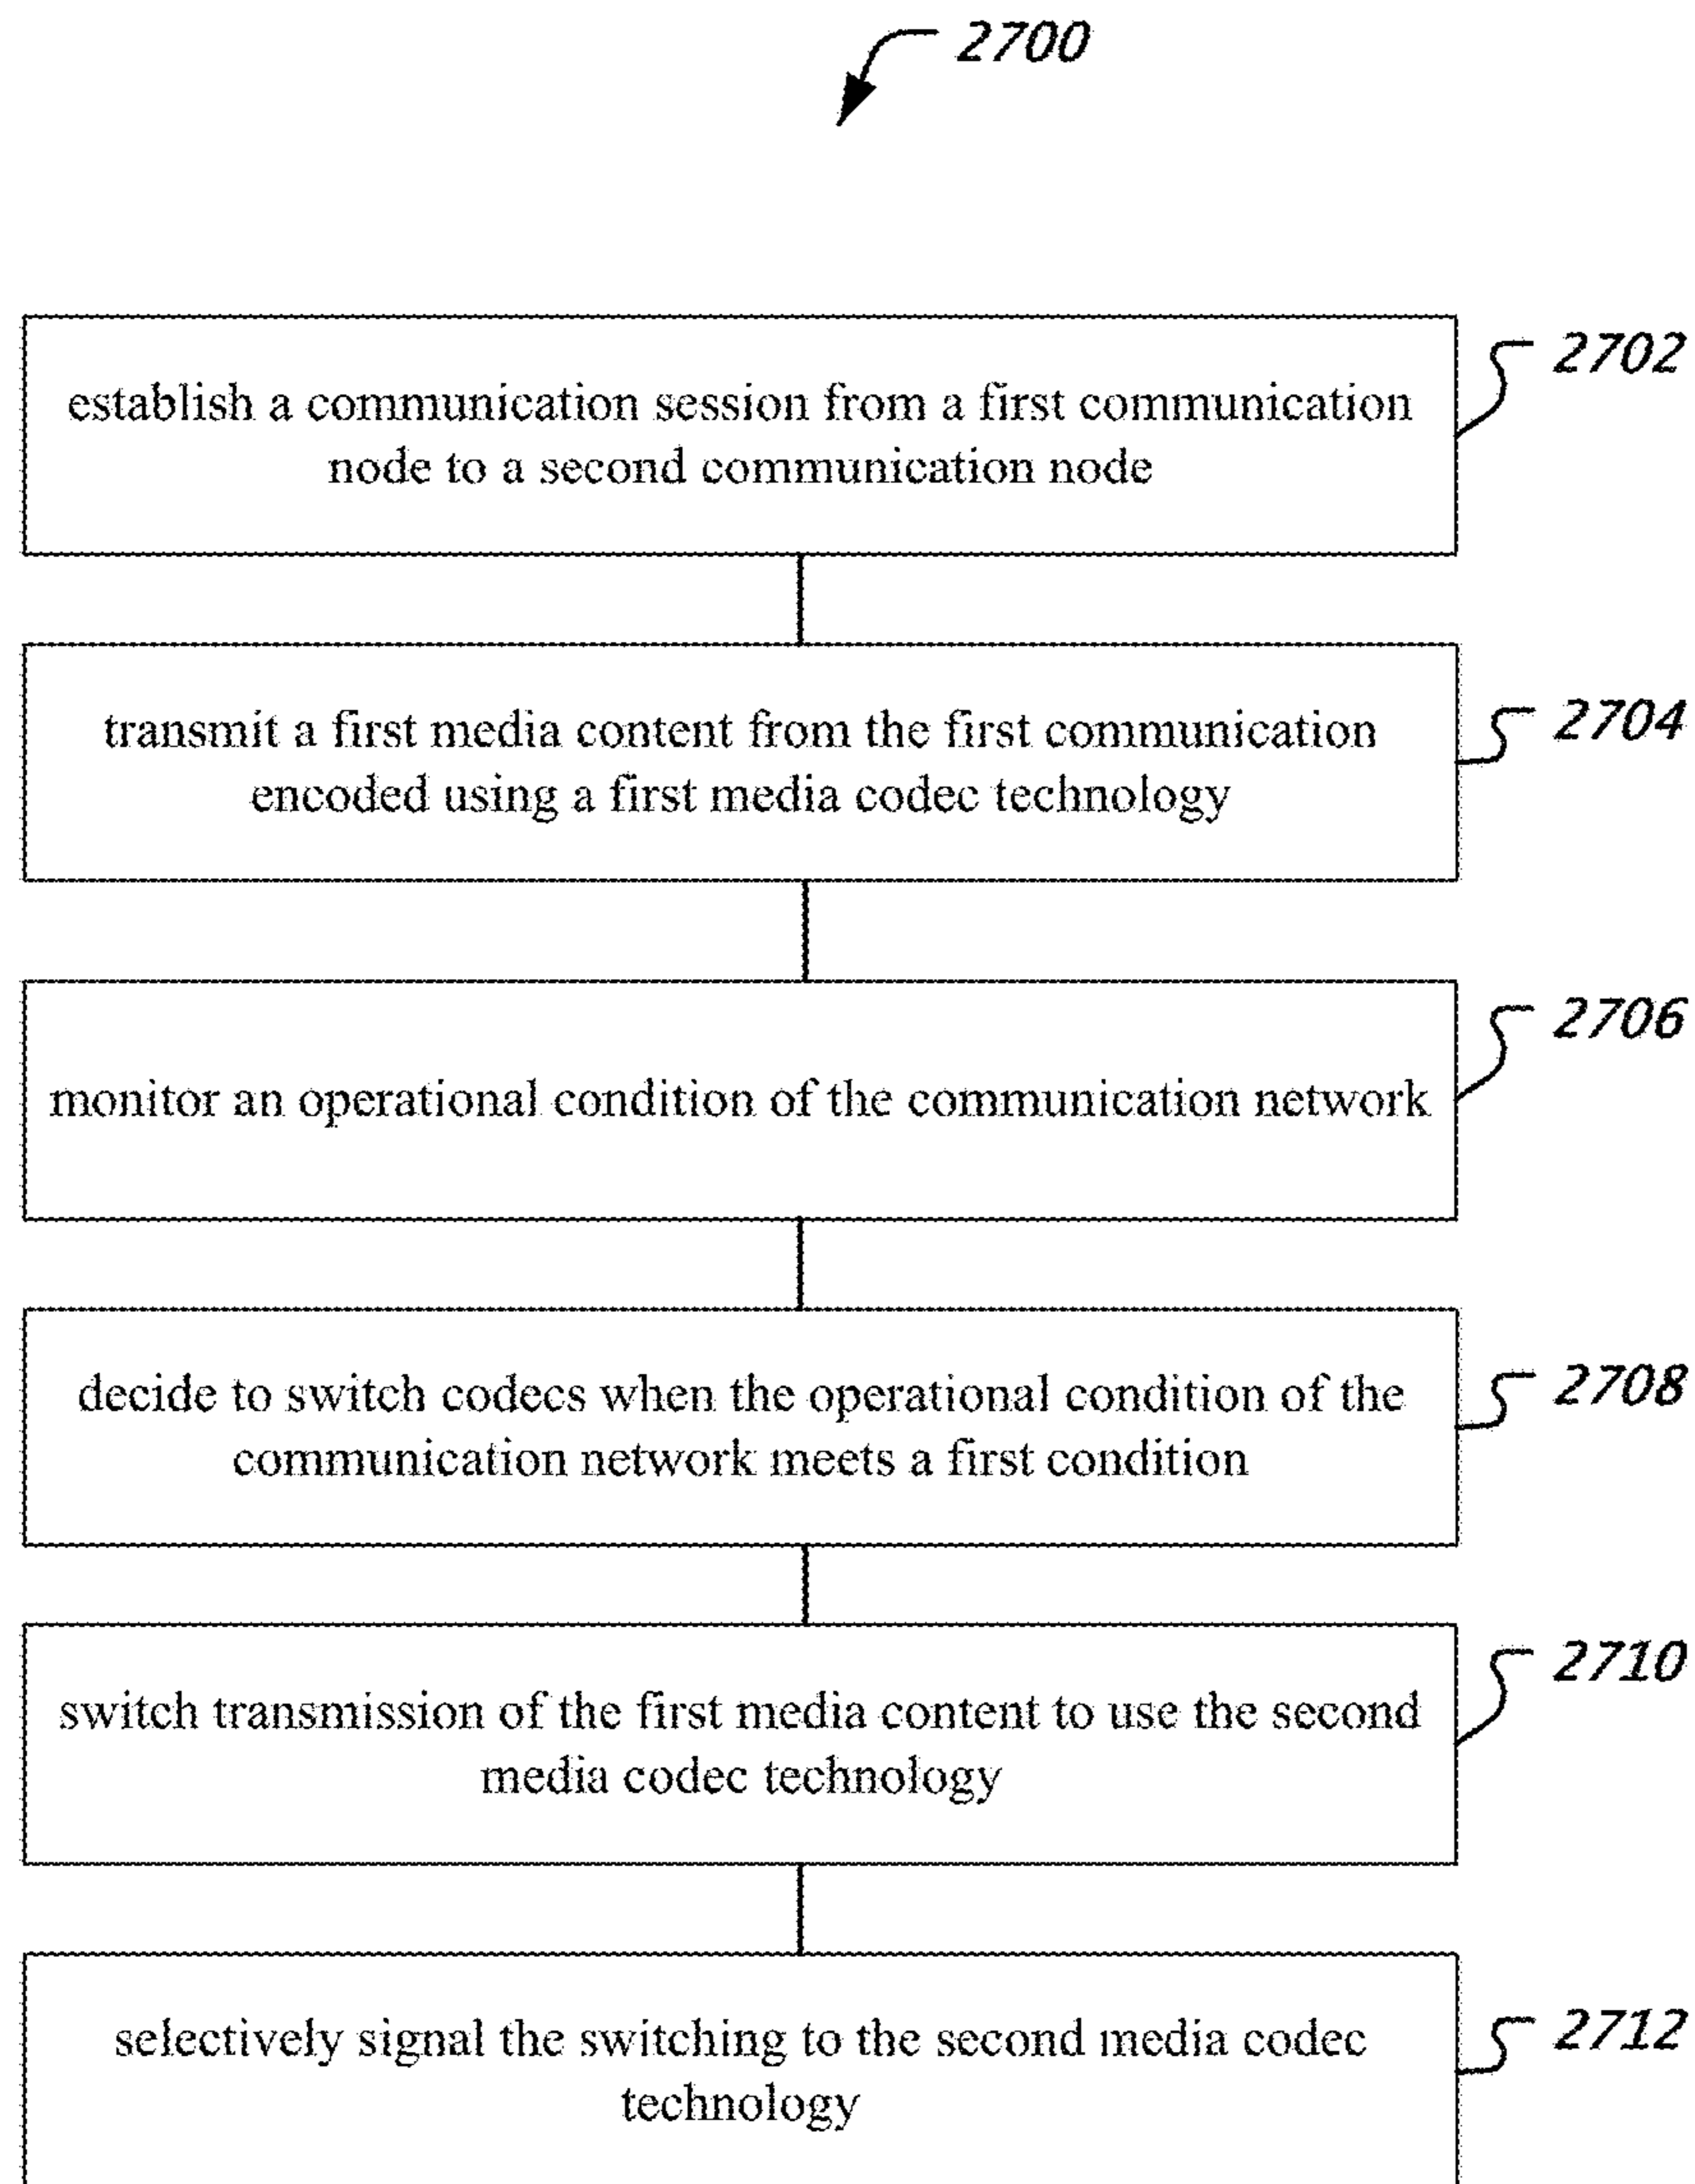 2700
establish a communication session from a first communication
node to a second communication node
2702
transmit a first media content from the first communication
encoded using a first media codec technology
2704
monitor an operational condition of the communication network
2706
decide to switch codecs when the operational condition of the
communication network meets a first condition
2708
switch transmission of the first media content to use the second
media codec technology
2710
selectively signal the switching to the second media codec
technology
2712